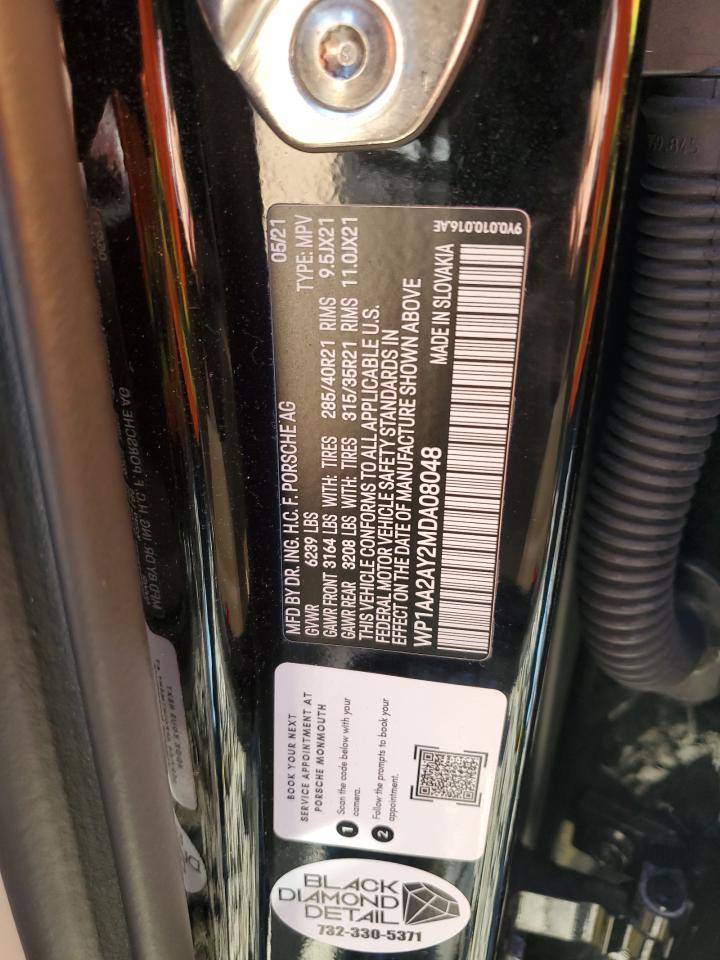 05/21
MFD BY DR. ING. H.C. F. PORSCHE AG
TYPE: MPV
GVWR 6239 LBS
GAWR FRONT 3164 LBS WITH: TIRES 285/40R21 RIMS 9.5JX21
GAWR REAR 3208 LBS WITH: TIRES 315/35R21 RIMS 11.0JX21
THIS VEHICLE CONFORMS TO ALL APPLICABLE U.S.
FEDERAL MOTOR VEHICLE SAFETY STANDARDS IN
EFFECT ON THE DATE OF MANUFACTURE SHOWN ABOVE
WP1AA2AY2MDA08048
MADE IN SLOVAKIA
9Y0.010.016.AE
BOOK YOUR NEXT
SERVICE APPOINTMENT AT
PORSCHE MONMOUTH
1 Scan the code below with your
camera.
2 Follow the prompts to book your
appointment.
BLACK
DIAMOND
DETAIL
732-330-5371